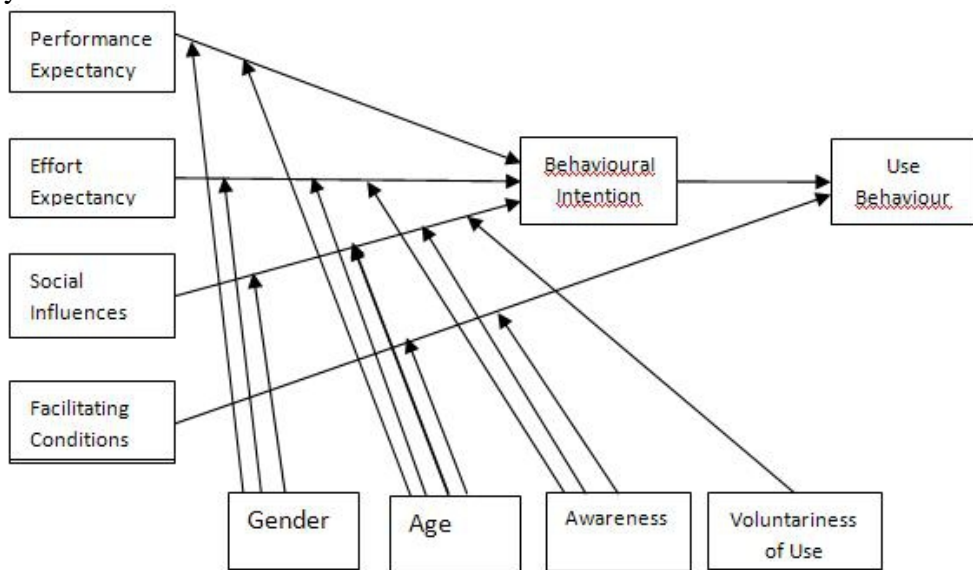 Performance
Expectancy
Effort
Expectancy
Behavioural
Intention
Use
Behaviour
Social
Influences
Facilitating
Conditions
Gender
Age
Awareness
Voluntariness
of Use